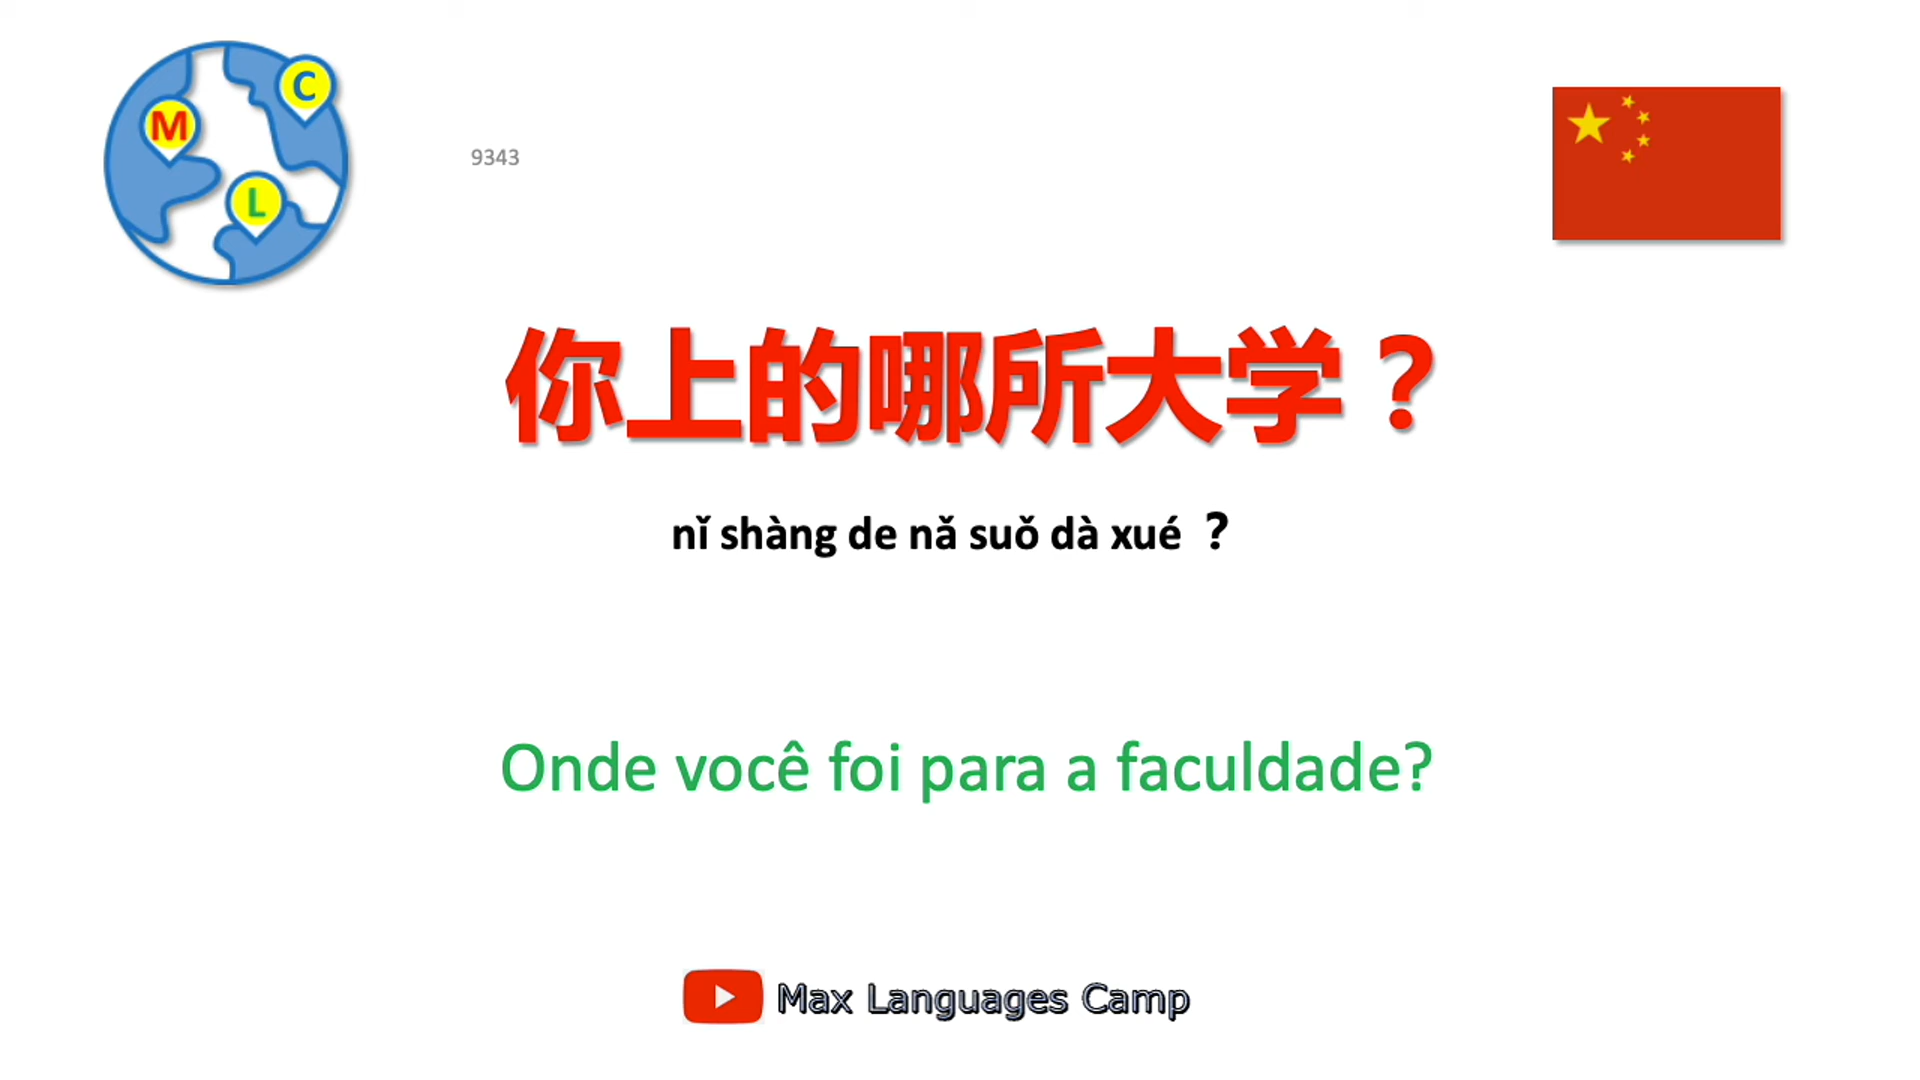 M
C
L
9343
你上的哪所大学？
nǐ shàng de nǎ suǒ dà xué ？
Onde você foi para a faculdade?
Max Languages Camp